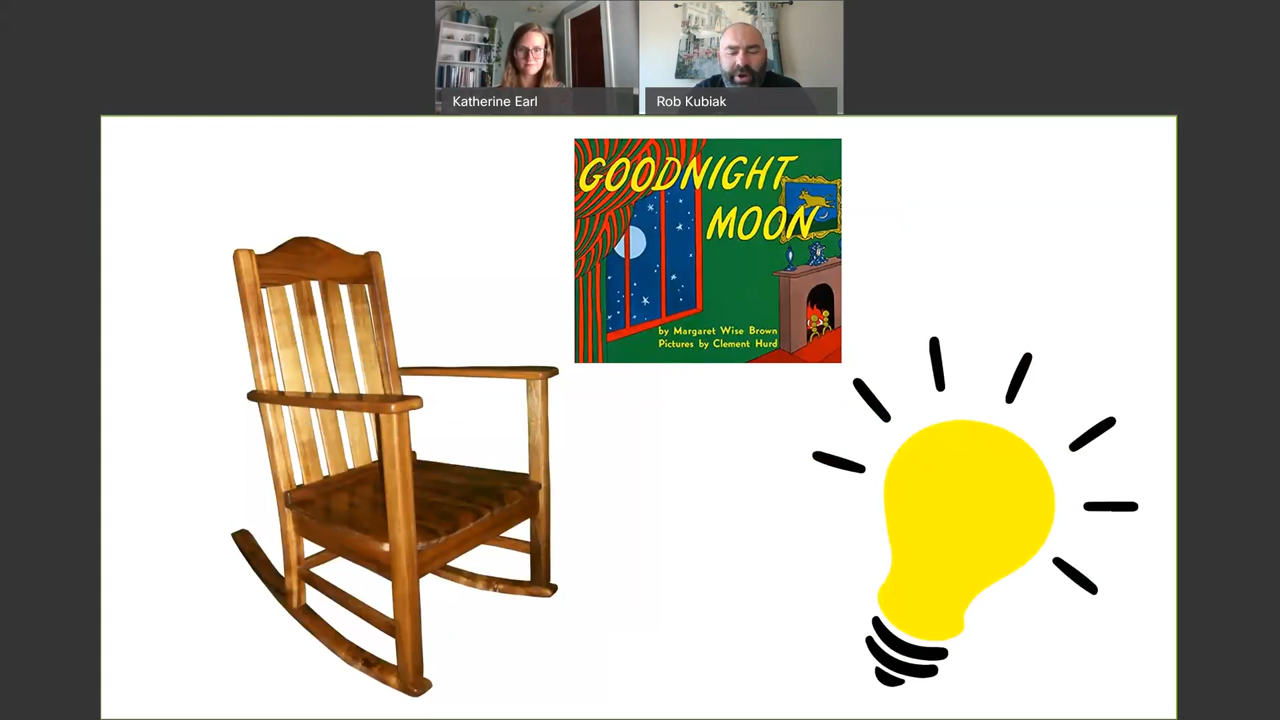 Katherine Earl
Rob Kubiak
GOODNIGHT
MOON
by Margaret Wise Brown
Pictures by Clement Hurd